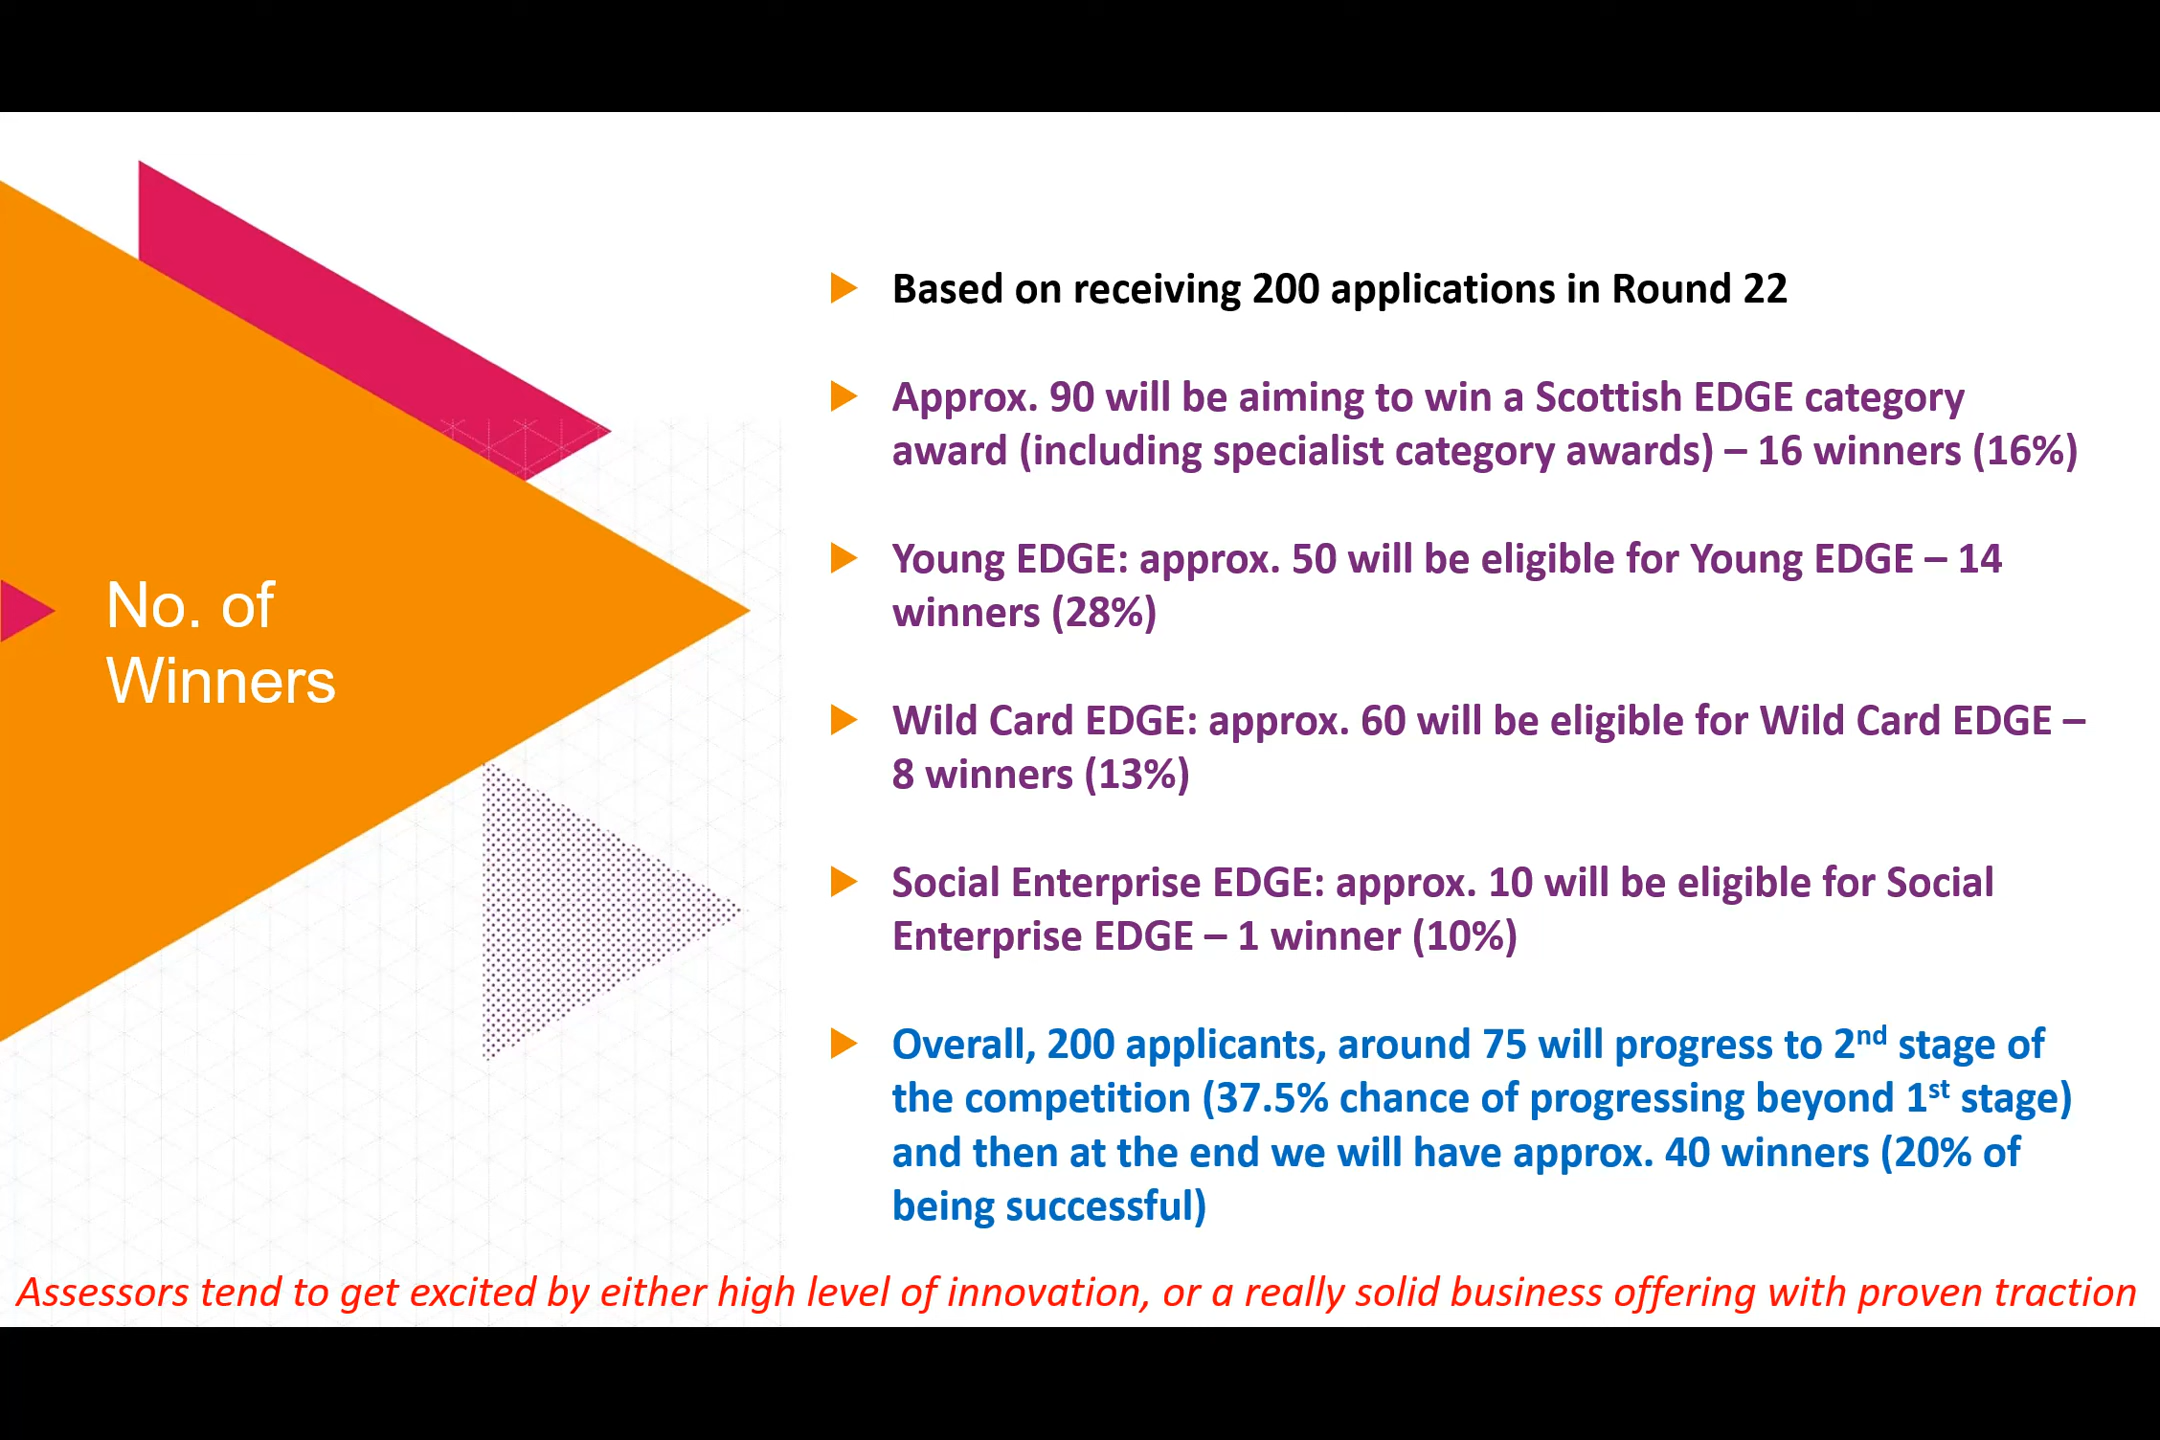 No. of
Winners
Based on receiving 200 applications in Round 22
Approx. 90 will be aiming to win a Scottish EDGE category
award (including specialist category awards) – 16 winners (16%)
Young EDGE: approx. 50 will be eligible for Young EDGE – 14
winners (28%)
Wild Card EDGE: approx. 60 will be eligible for Wild Card EDGE –
8 winners (13%)
Social Enterprise EDGE: approx. 10 will be eligible for Social
Enterprise EDGE – 1 winner (10%)
Overall, 200 applicants, around 75 will progress to 2nd stage of
the competition (37.5% chance of progressing beyond 1st stage)
and then at the end we will have approx. 40 winners (20% of
being successful)
Assessors tend to get excited by either high level of innovation, or a really solid business offering with proven traction